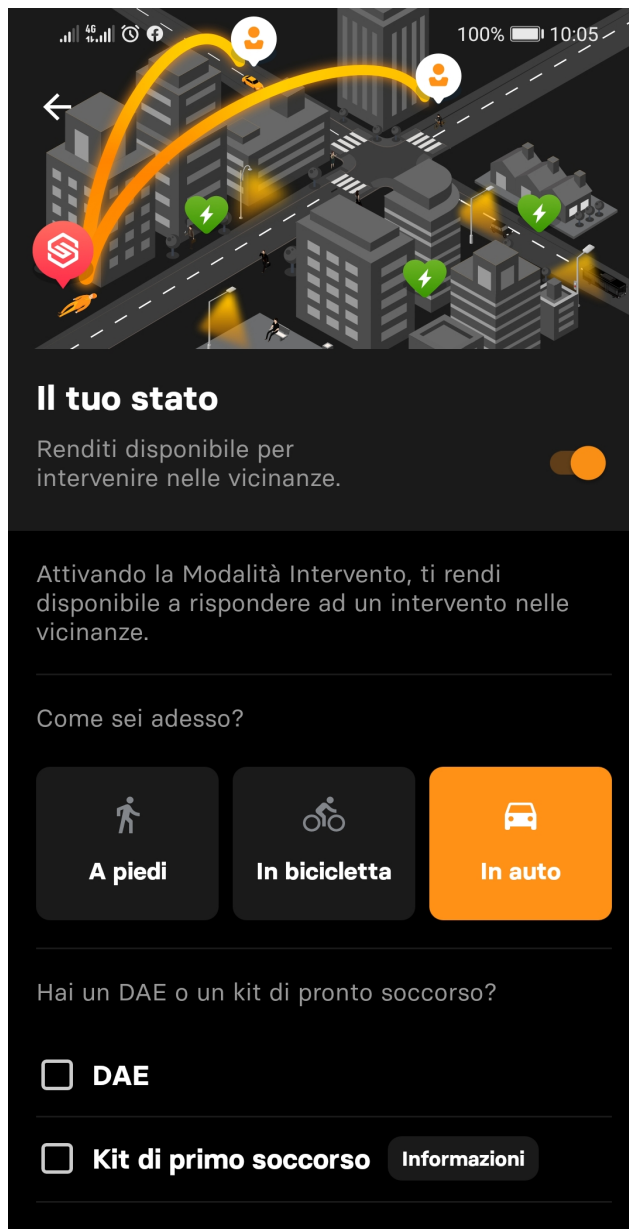 4G
100%
10:05
Il tuo stato
Renditi disponibile per
intervenire nelle vicinanze.
Attivando la Modalità Intervento, ti rendi
disponibile a rispondere ad un intervento nelle
vicinanze.
Come sei adesso?
A piedi
In bicicletta
In auto
Hai un DAE o un kit di pronto soccorso?
DAE
Kit di primo soccorso Informazioni